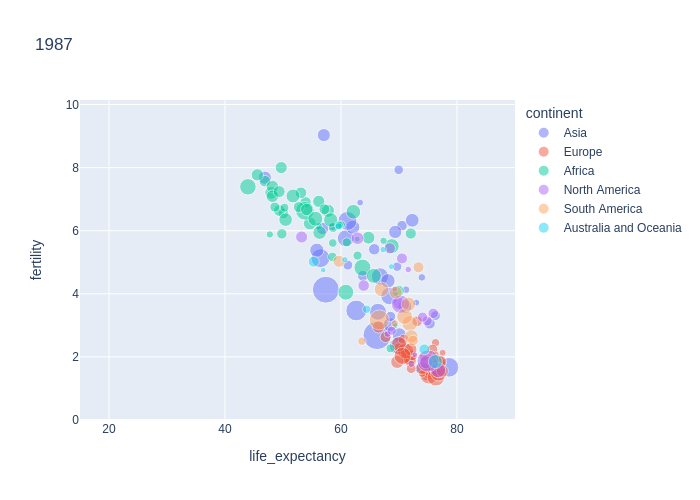 1987
continent
Asia
Europe
Africa
North America
South America
Australia and Oceania
fertility
10
8
6
4
2
0
20
40
60
80
life_expectancy